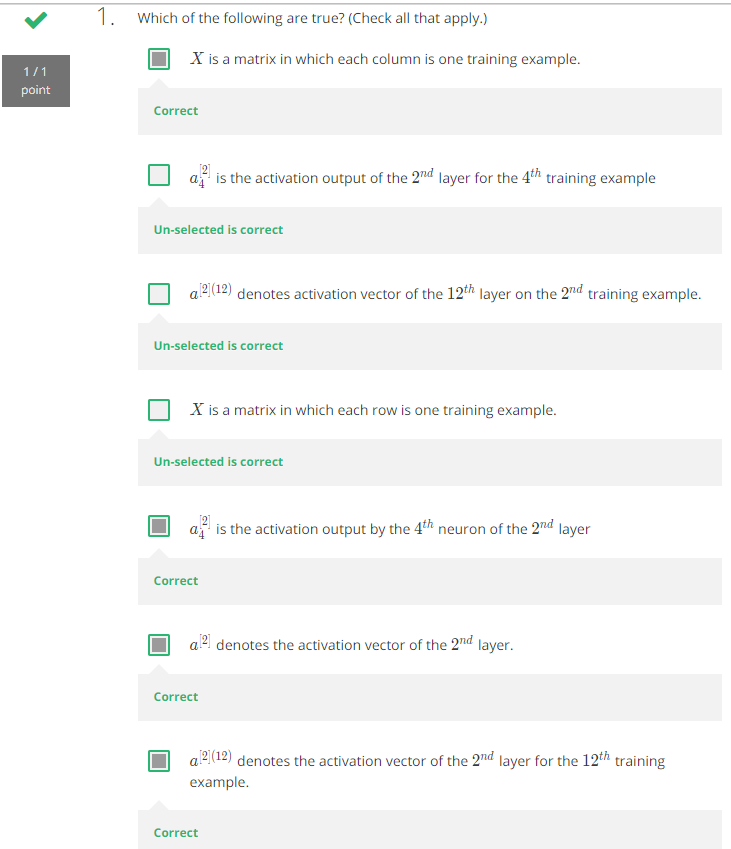 1. Which of the following are true? (Check all that apply.)
1 / 1
point
X is a matrix in which each column is one training example.
Correct
a₄^[2] is the activation output of the 2^nd layer for the 4^th training example
Un-selected is correct
a^[2](12) denotes activation vector of the 12^th layer on the 2^nd training example.
Un-selected is correct
X is a matrix in which each row is one training example.
Un-selected is correct
a₄^[2] is the activation output by the 4^th neuron of the 2^nd layer
Correct
a^[2] denotes the activation vector of the 2^nd layer.
Correct
a^[2](12) denotes the activation vector of the 2^nd layer for the 12^th training
example.
Correct